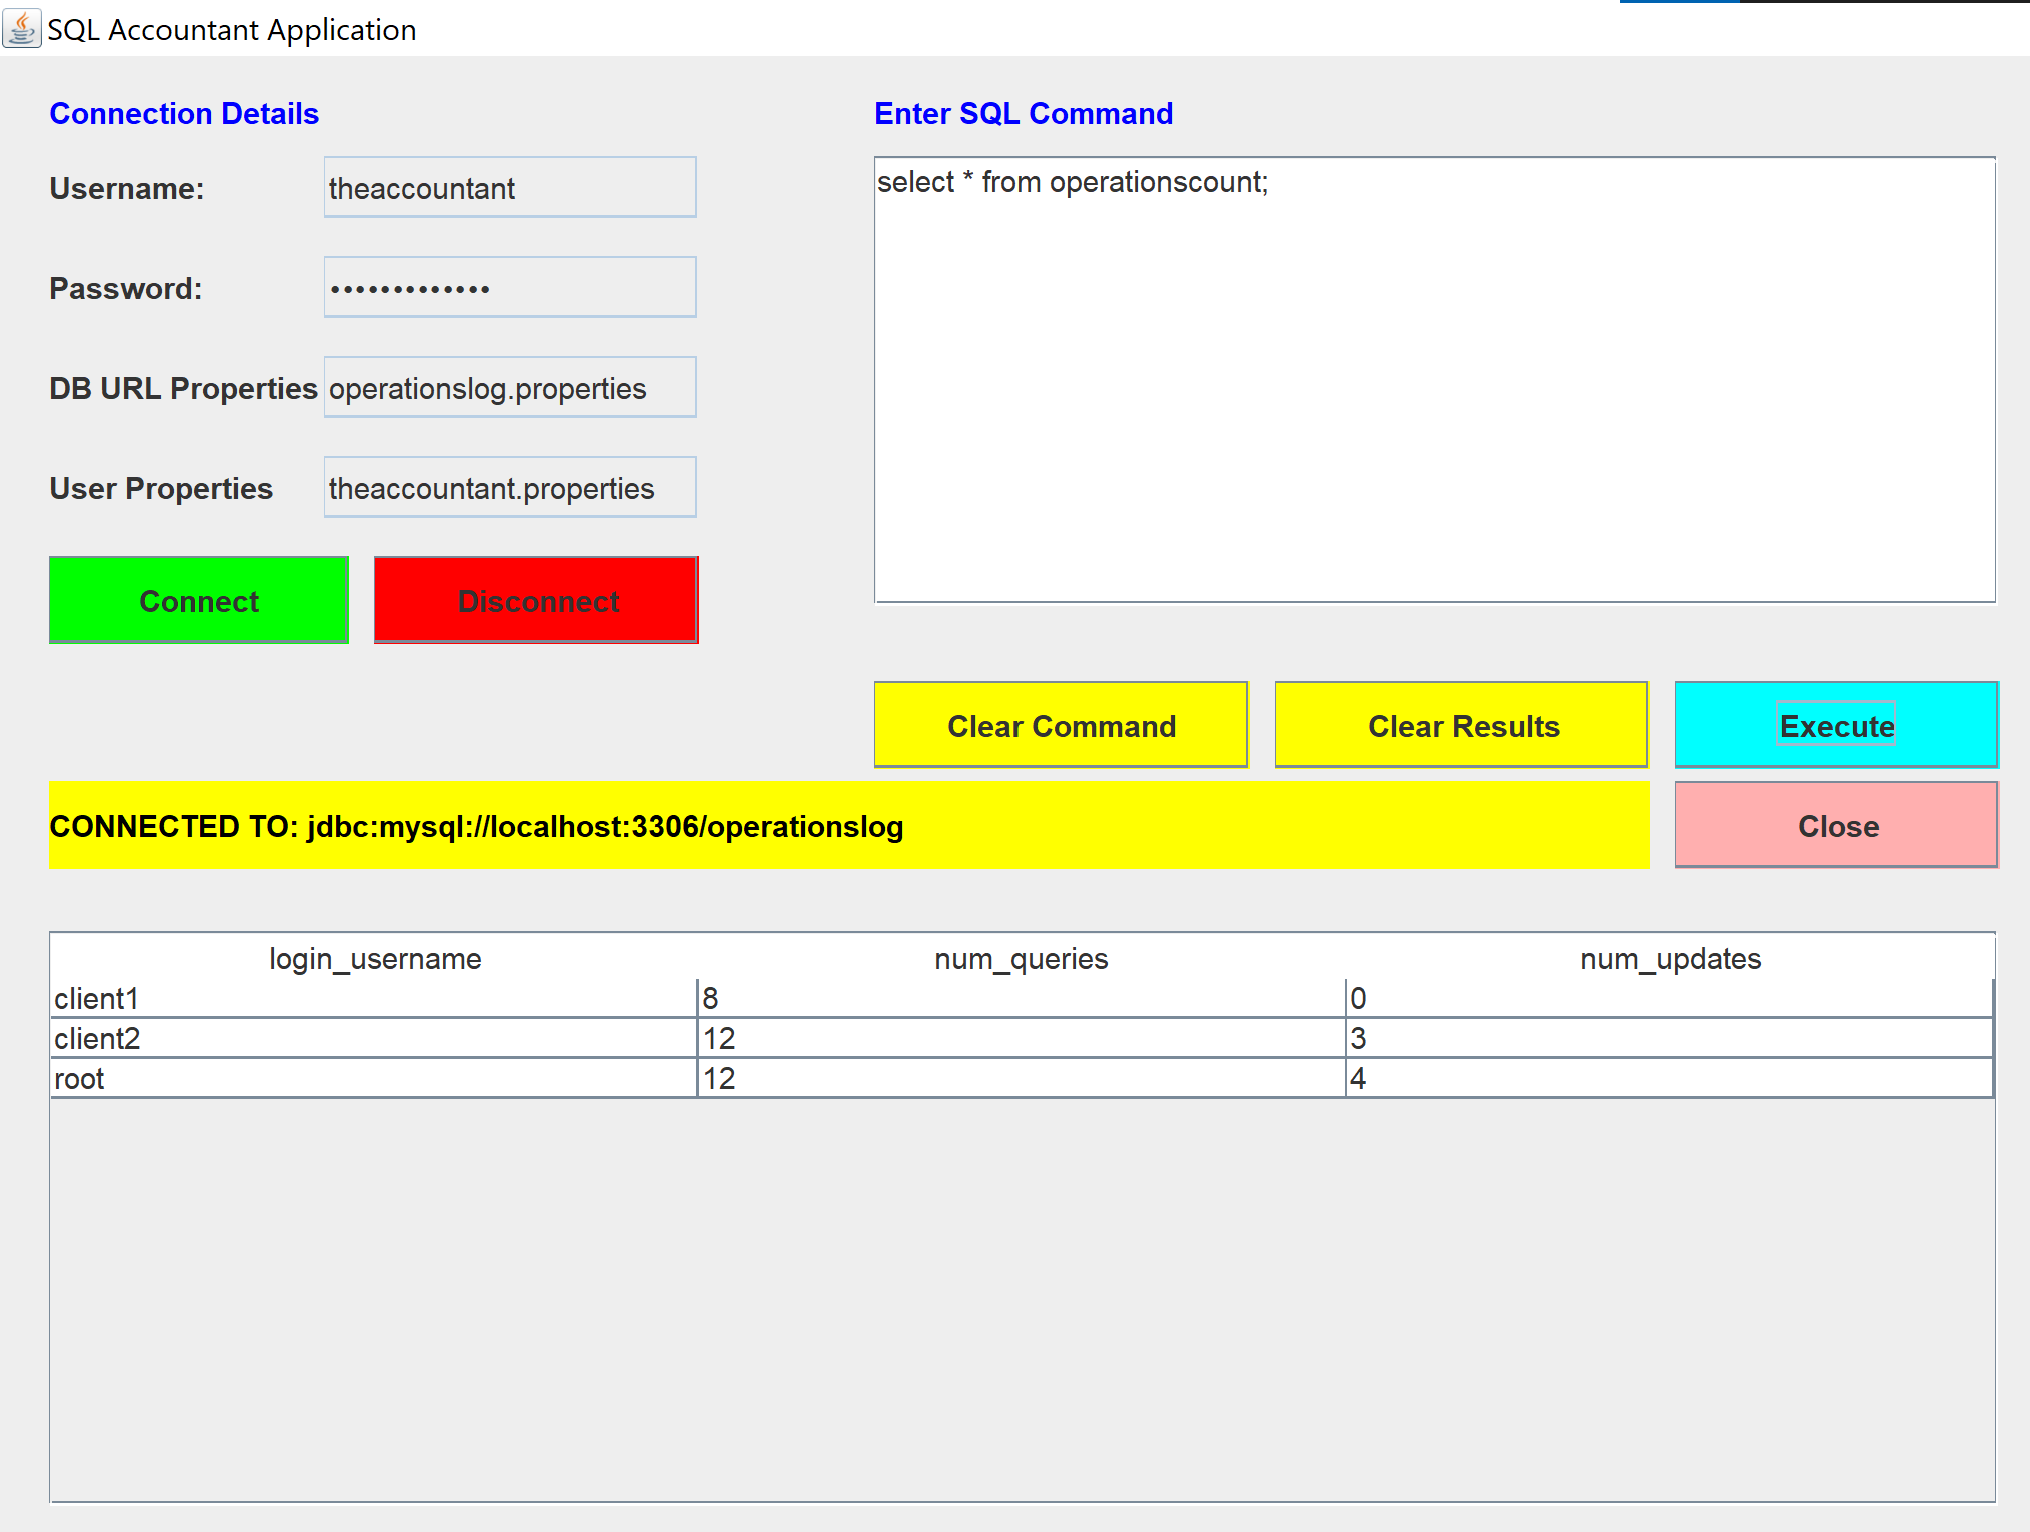 SQL Accountant Application
Connection Details
Username: theaccountant
Password: •••••••••••••
DB URL Properties operationslog.properties
User Properties theaccountant.properties
Connect Disconnect
Enter SQL Command
select * from operationscount;
Clear Command Clear Results Execute
CONNECTED TO: jdbc:mysql://localhost:3306/operationslog Close
login_username num_queries num_updates
client1 8 0
client2 12 3
root 12 4